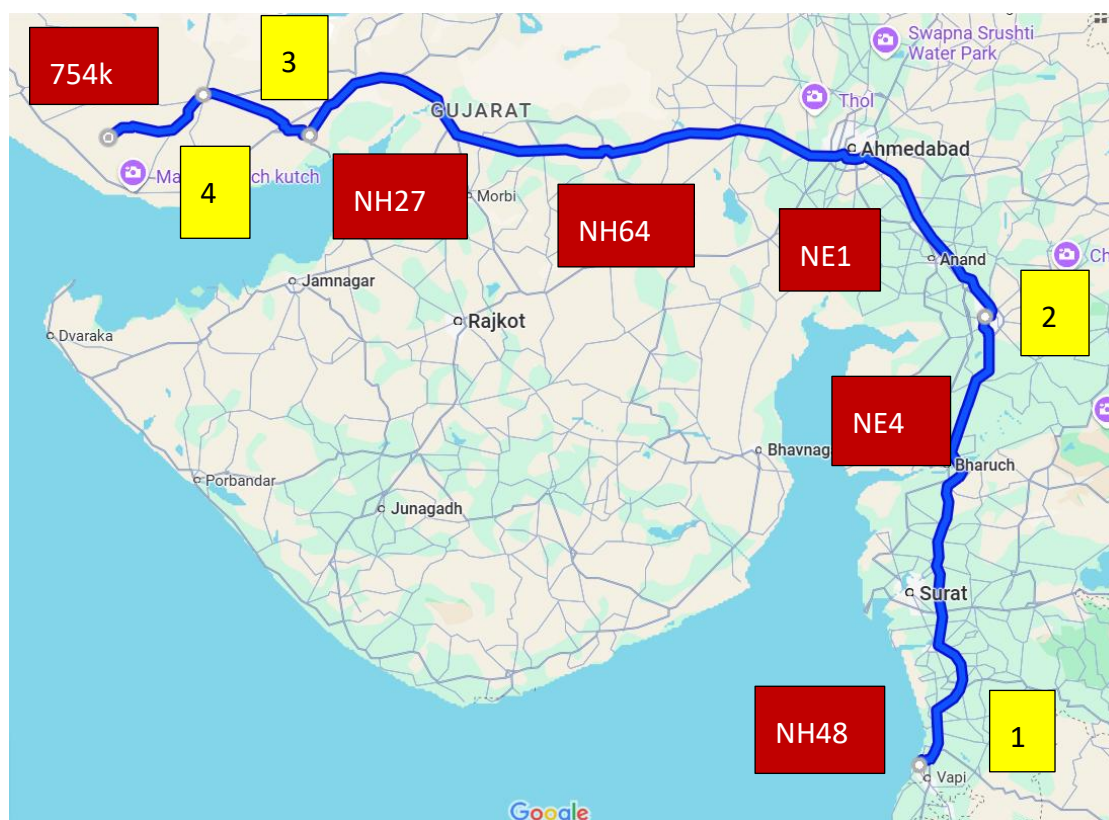 Swapna Srushti
Water Park
754k
3
GUJARAT
Thol
Ahmedabad
4
NH27
Morbi
NH64
NE1
Anand
Ch
Jamnagar
2
Rajkot
Dvaraka
NE4
Bhavnag
Bharuch
Porbandar
Junagadh
Surat
NH48
1
Vapi
Google